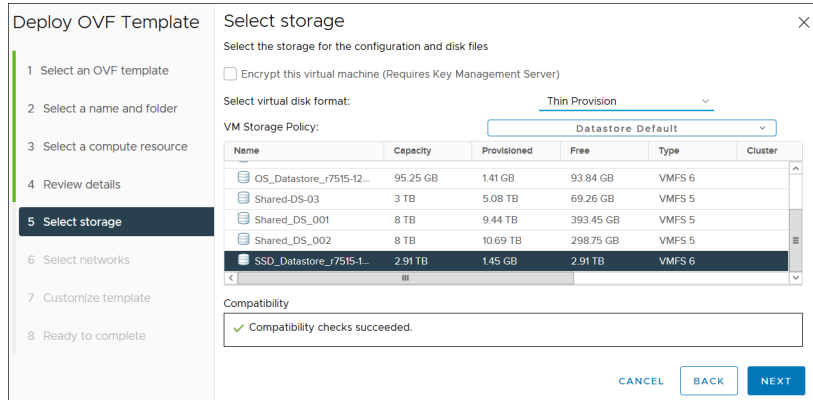 Deploy OVF Template
1 Select an OVF template
2 Select a name and folder
3 Select a compute resource
4 Review details
5 Select storage
6 Select networks
7 Customize template
8 Ready to complete
Select storage
Select the storage for the configuration and disk files
Encrypt this virtual machine (Requires Key Management Server)
Select virtual disk format: Thin Provision
VM Storage Policy: Datastore Default
Name Capacity Provisioned Free Type Cluster
OS_Datastore_r7515-12... 95.25 GB 1.41 GB 93.84 GB VMFS 6
Shared-DS-03 3 TB 5.08 TB 69.26 GB VMFS 5
Shared_DS_001 8 TB 9.44 TB 393.45 GB VMFS 5
Shared_DS_002 8 TB 10.69 TB 298.75 GB VMFS 5
SSD_Datastore_r7515-1... 2.91 TB 1.45 GB 2.91 TB VMFS 6
Compatibility
Compatibility checks succeeded.
CANCEL BACK NEXT